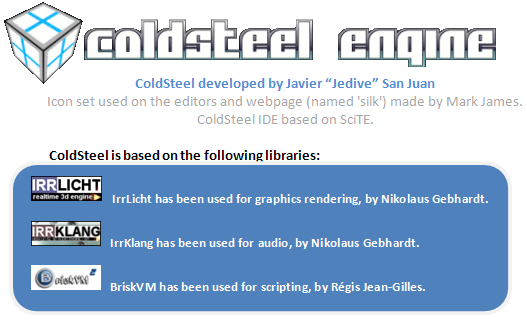 coldsteel engine
ColdSteel developed by Javier “Jedive” San Juan
Icon set used on the editors and webpage (named 'silk') made by Mark James.
ColdSteel IDE based on SciTE.
ColdSteel is based on the following libraries:
IRRLICHT
realtime 3d engine
IrrLicht has been used for graphics rendering, by Nikolaus Gebhardt.
IRRKLANG
IrrKlang has been used for audio, by Nikolaus Gebhardt.
BriskVM
BriskVM has been used for scripting, by Régis Jean-Gilles.